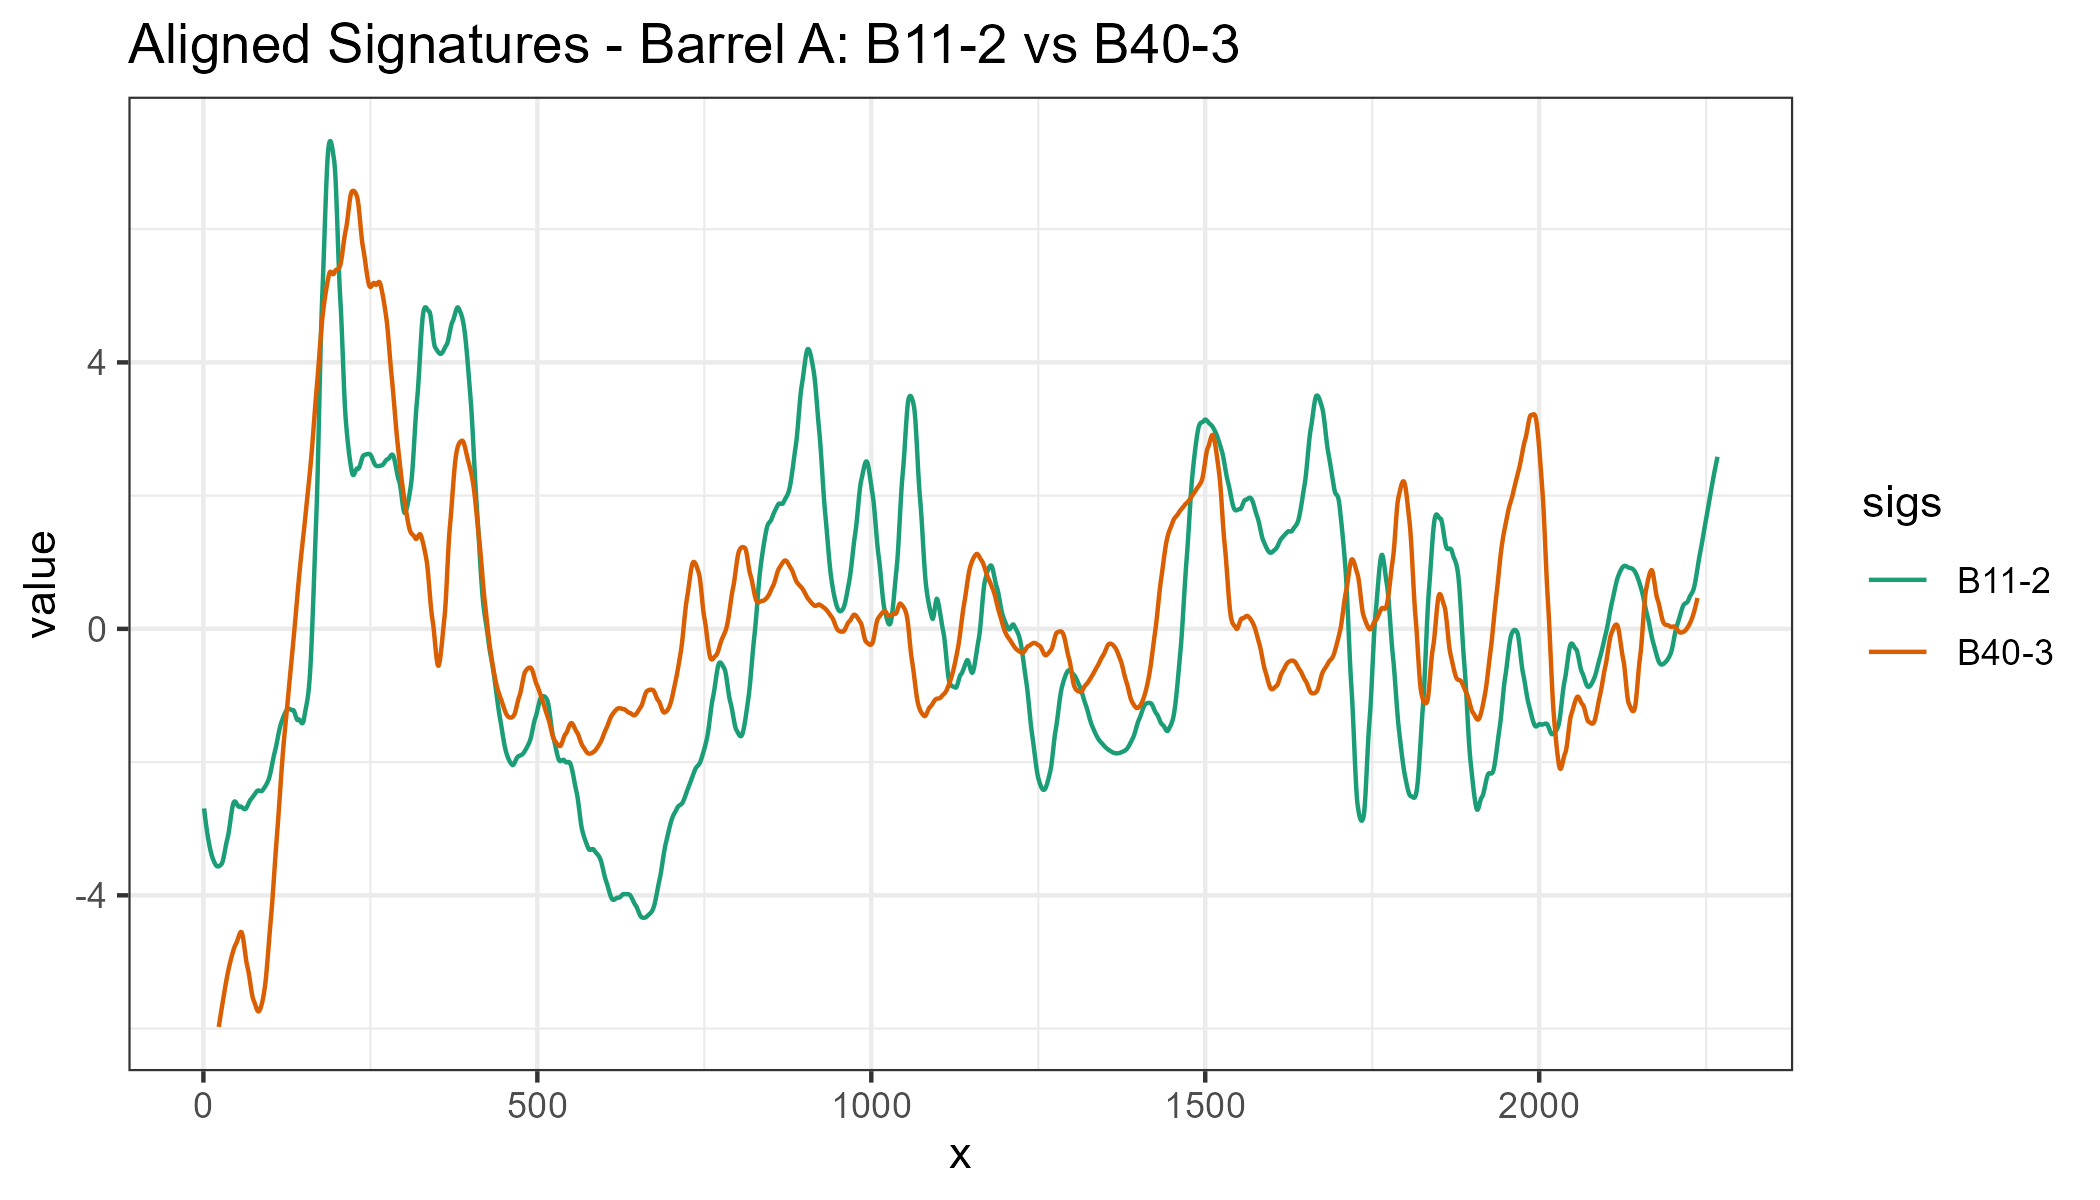 Aligned Signatures - Barrel A: B11-2 vs B40-3
value
4
0
-4
0 500 1000 1500 2000
x
sigs
B11-2
B40-3